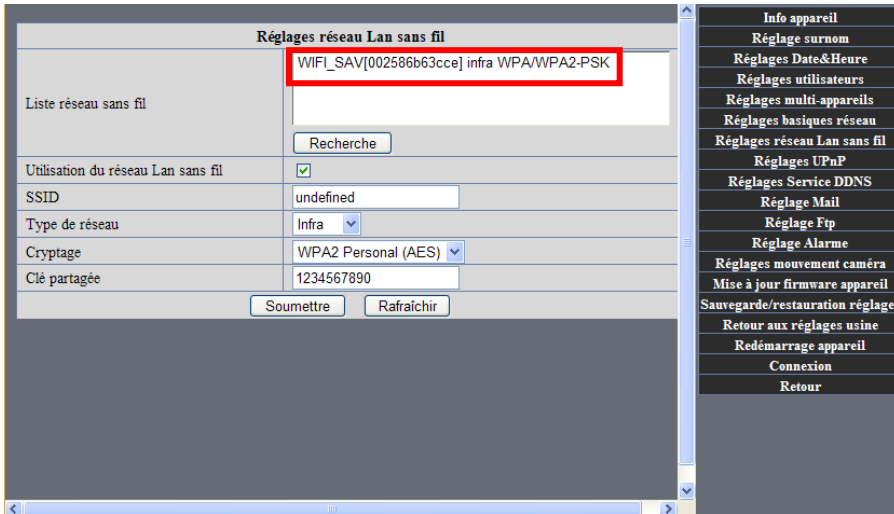 Réglages réseau Lan sans fil
Liste réseau sans fil
WIFI_SAV[002586b63cce] infra WPA/WPA2-PSK
Recherche
Utilisation du réseau Lan sans fil
SSID undefined
Type de réseau Infra
Cryptage WPA2 Personal (AES)
Clé partagée 1234567890
Soumettre Rafraîchir
Info appareil
Réglage surnom
Réglages Date&Heure
Réglages utilisateurs
Réglages multi-appareils
Réglages basiques réseau
Réglages réseau Lan sans fil
Réglages UPnP
Réglages Service DDNS
Réglage Mail
Réglage Ftp
Réglage Alarme
Réglages mouvement caméra
Mise à jour firmware appareil
Sauvegarde/restauration réglage
Retour aux réglages usine
Redémarrage appareil
Connexion
Retour